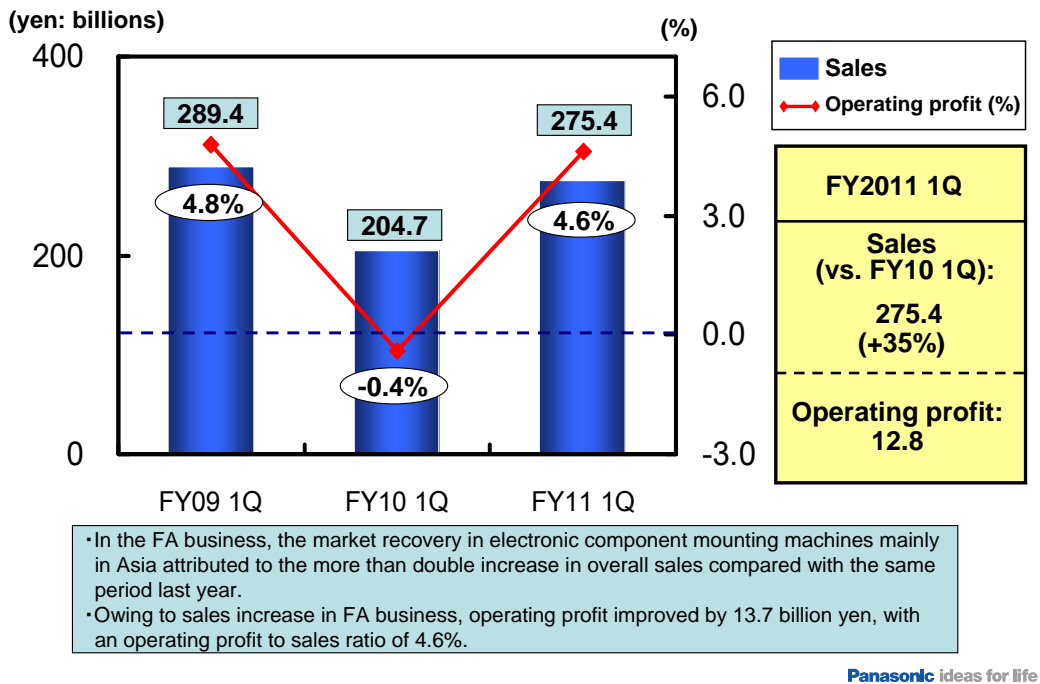 (yen: billions)
(%)
400
200
0
6.0
3.0
0.0
-3.0
289.4
4.8%
204.7
-0.4%
275.4
4.6%
FY09 1Q
FY10 1Q
FY11 1Q
Sales
Operating profit (%)
FY2011 1Q
Sales
(vs. FY10 1Q):
275.4
(+35%)
Operating profit:
12.8
・In the FA business, the market recovery in electronic component mounting machines mainly
in Asia attributed to the more than double increase in overall sales compared with the same
period last year.
・Owing to sales increase in FA business, operating profit improved by 13.7 billion yen, with
an operating profit to sales ratio of 4.6%.
Panasonic ideas for life